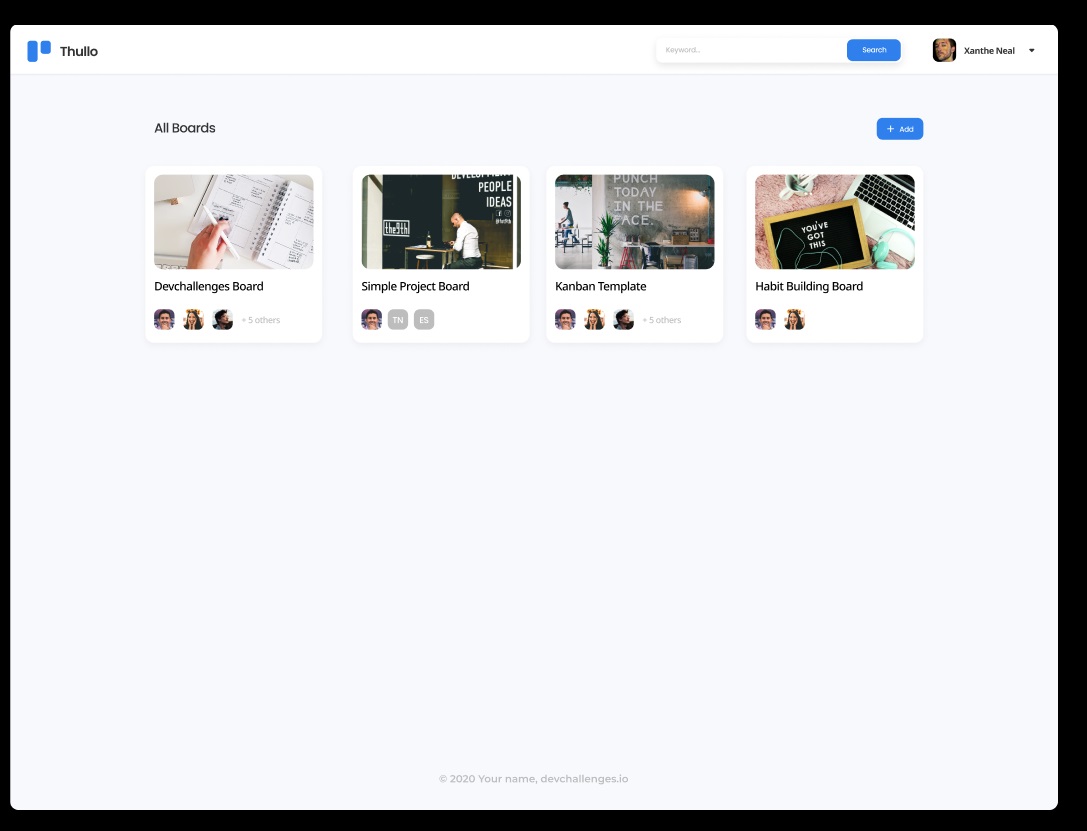 Thullo
Keyword...
Search
Xanthe Neal
All Boards
+ Add
DEVELOPMENT
PEOPLE
IDEAS
the9th
PUNCH
TODAY
IN THE
FACE.
YOU'VE
GOT
THIS
Devchallenges Board
Simple Project Board
Kanban Template
Habit Building Board
+ 5 others
TN
ES
+ 5 others
© 2020 Your name, devchallenges.io